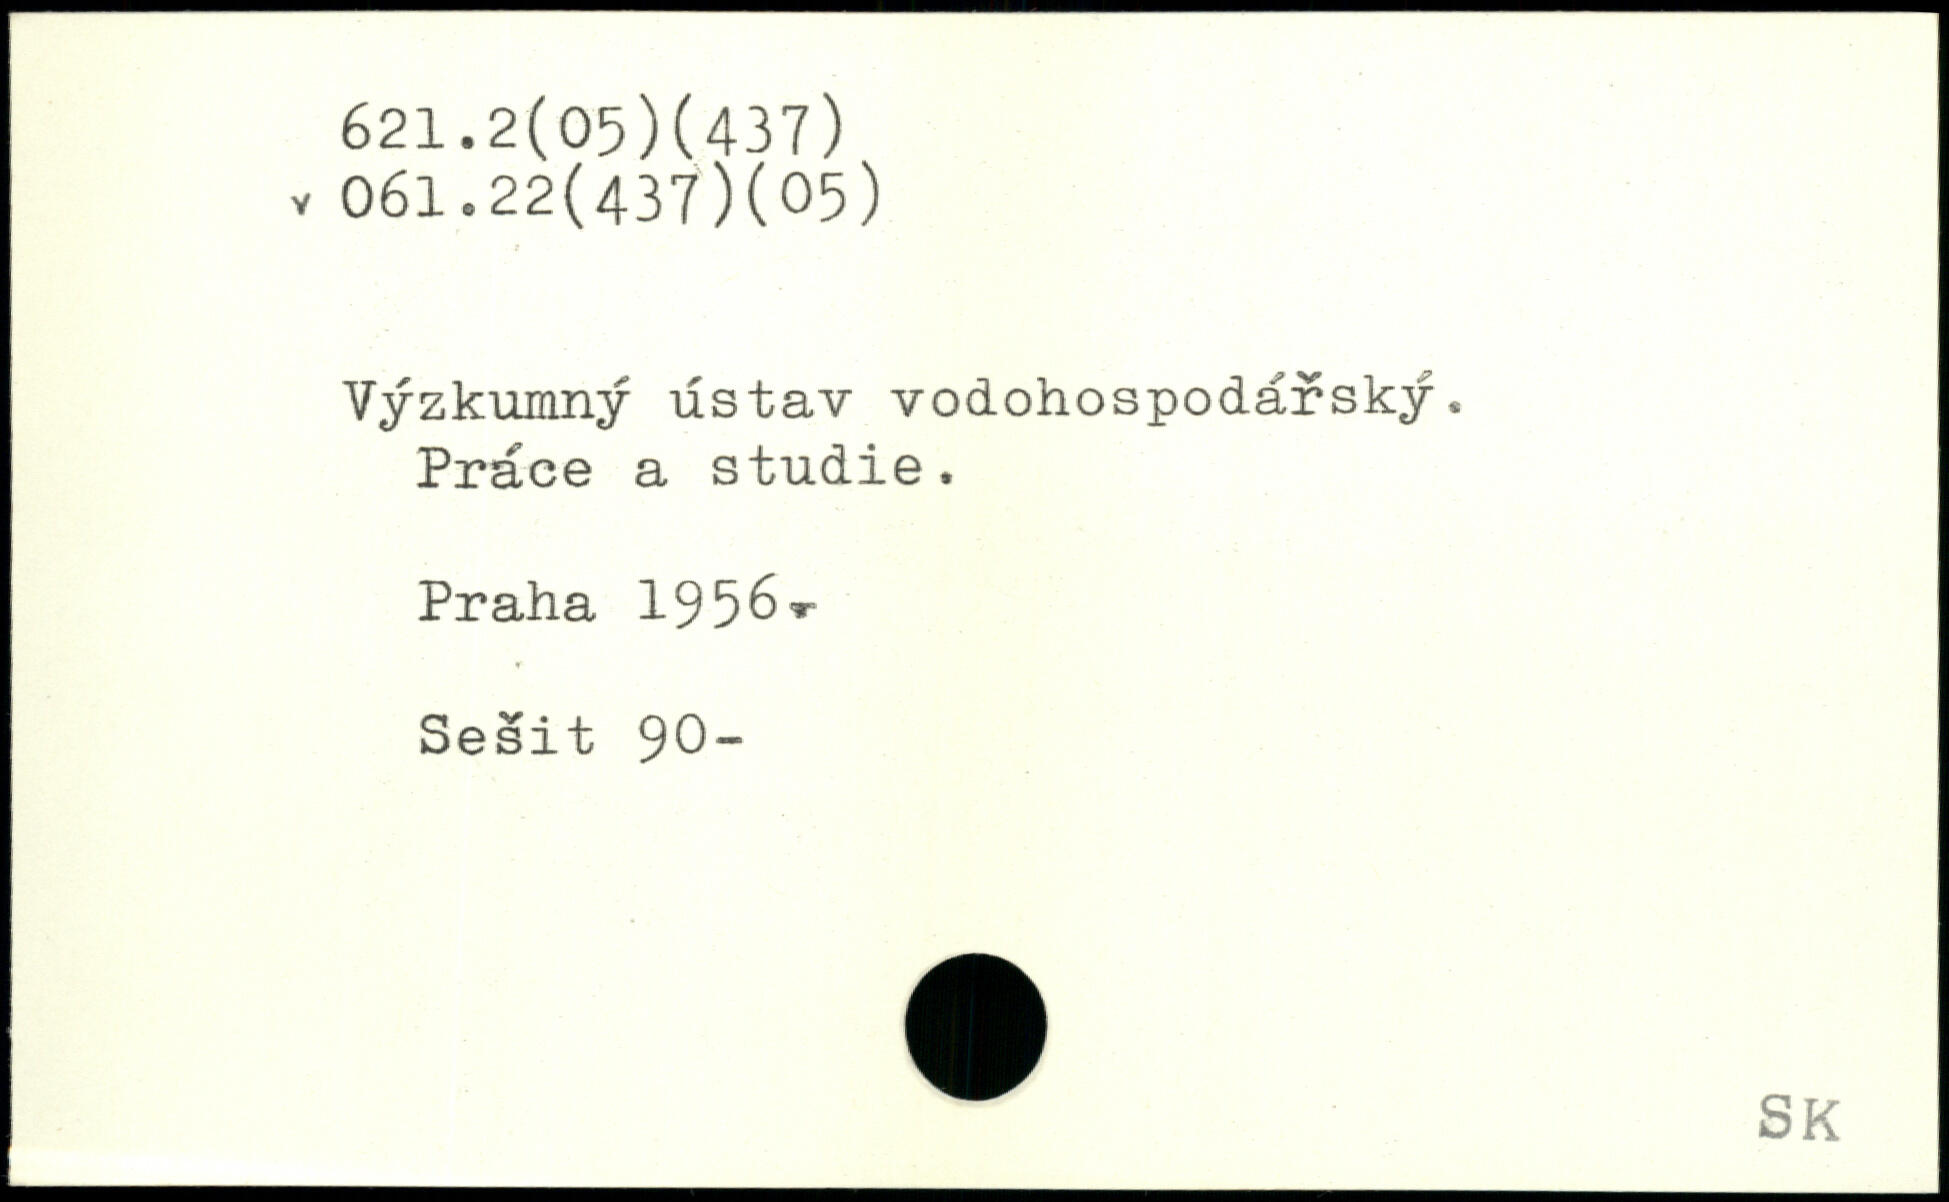 621.2(05)(437)
v 061.22(437)(05)
Výzkumný ústav vodohospodářský.
Práce a studie.
Praha 1956-
Sešit 90-
SK